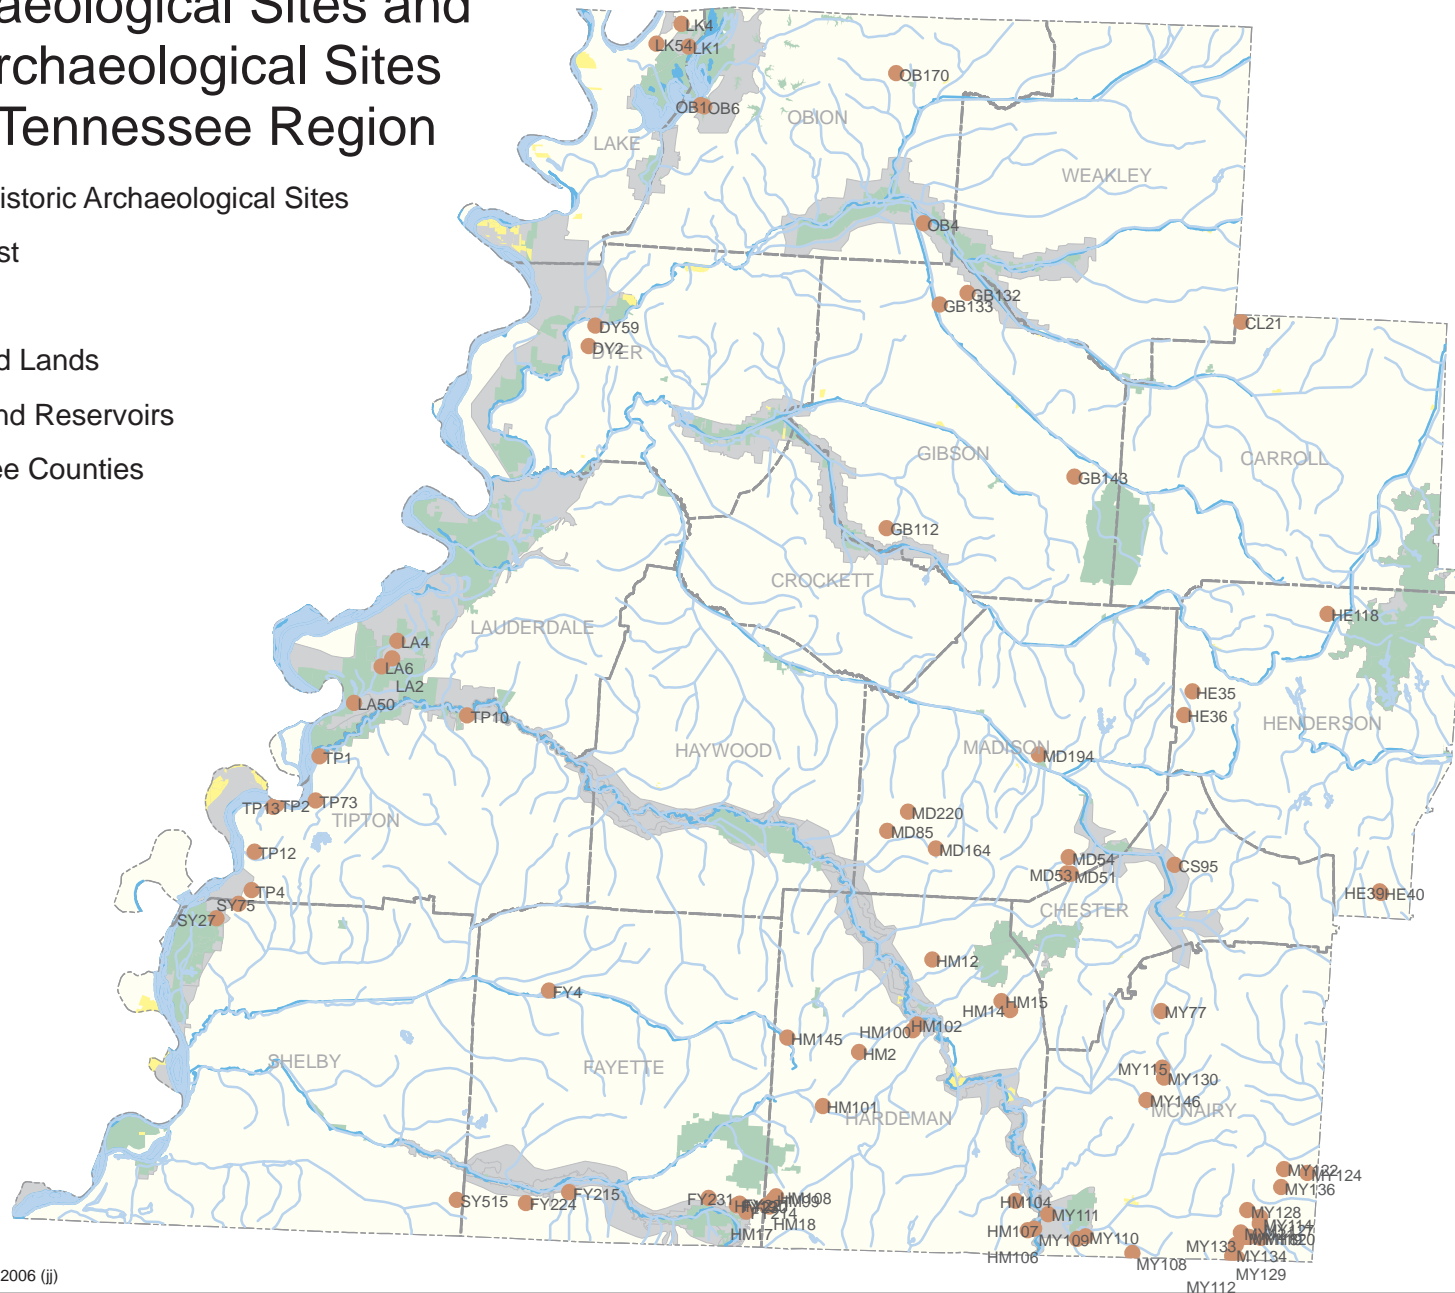 aeological Sites and
rchaeological Sites
Tennessee Region
istoric Archaeological Sites
st
d Lands
nd Reservoirs
ee Counties
LK4
LK54
LK1
OB170
OB1
OB6
OBION
LAKE
WEAKLEY
OB4
GB132
GB133
CL21
DY59
DY2
DYER
GIBSON
CARROLL
GB143
GB112
CROCKETT
HE118
LAUDERDALE
LA4
LA6
LA2
HE35
LA50
TP10
HE36
HENDERSON
HAYWOOD
MADISON
MD194
TP1
TP13
TP2
TP73
TIPTON
MD220
MD85
MD164
TP12
MD54
CS95
MD53
MD51
TP4
HE39
HE40
SY75
SY27
CHESTER
HM12
FY4
HM14
HM15
MY77
HM100
HM102
HM145
HM2
SHELBY
FAYETTE
MY115
MY130
MY146
HM101
HARDEMAN
MCNAIRY
MY132
MY124
MY136
SY515
FY224
FY215
FY231
HM108
HM99
HM18
HM17
HM104
MY111
MY128
MY114
HM107
MY109
MY110
MY133
MY134
HM106
MY108
MY129
MY112
2006 (jj)